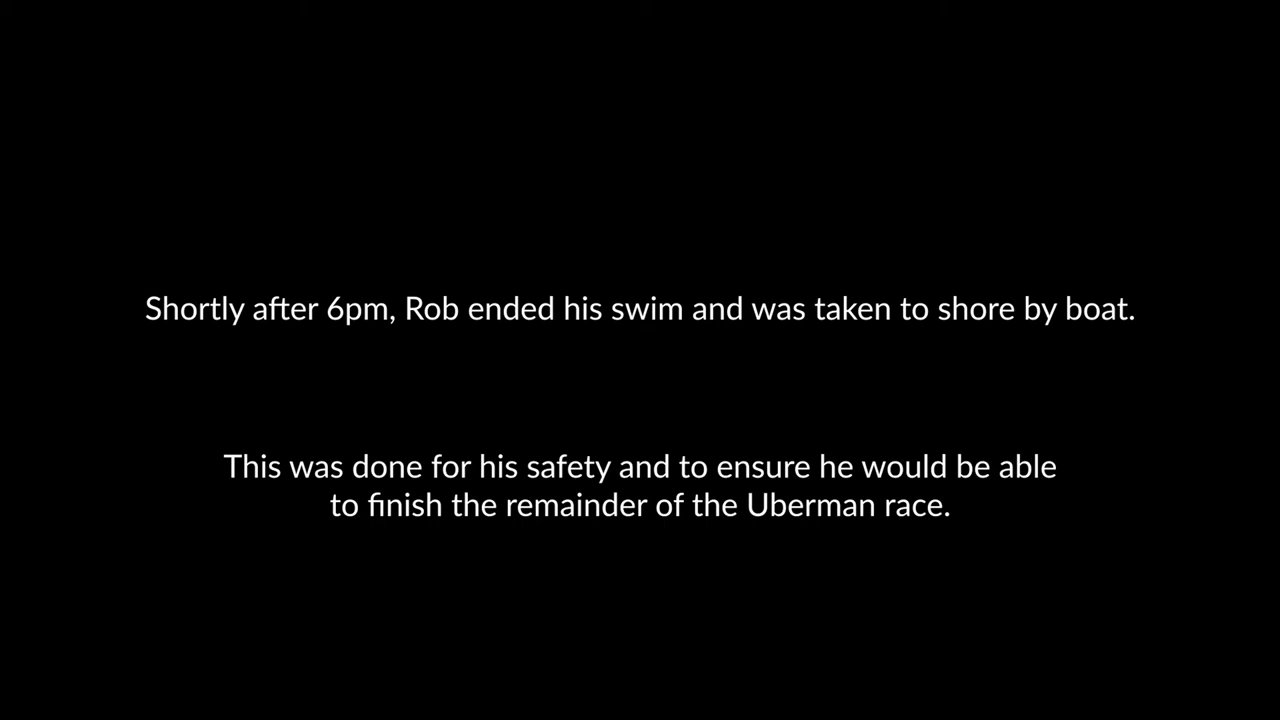 Shortly after 6pm, Rob ended his swim and was taken to shore by boat.
This was done for his safety and to ensure he would be able
to finish the remainder of the Uberman race.